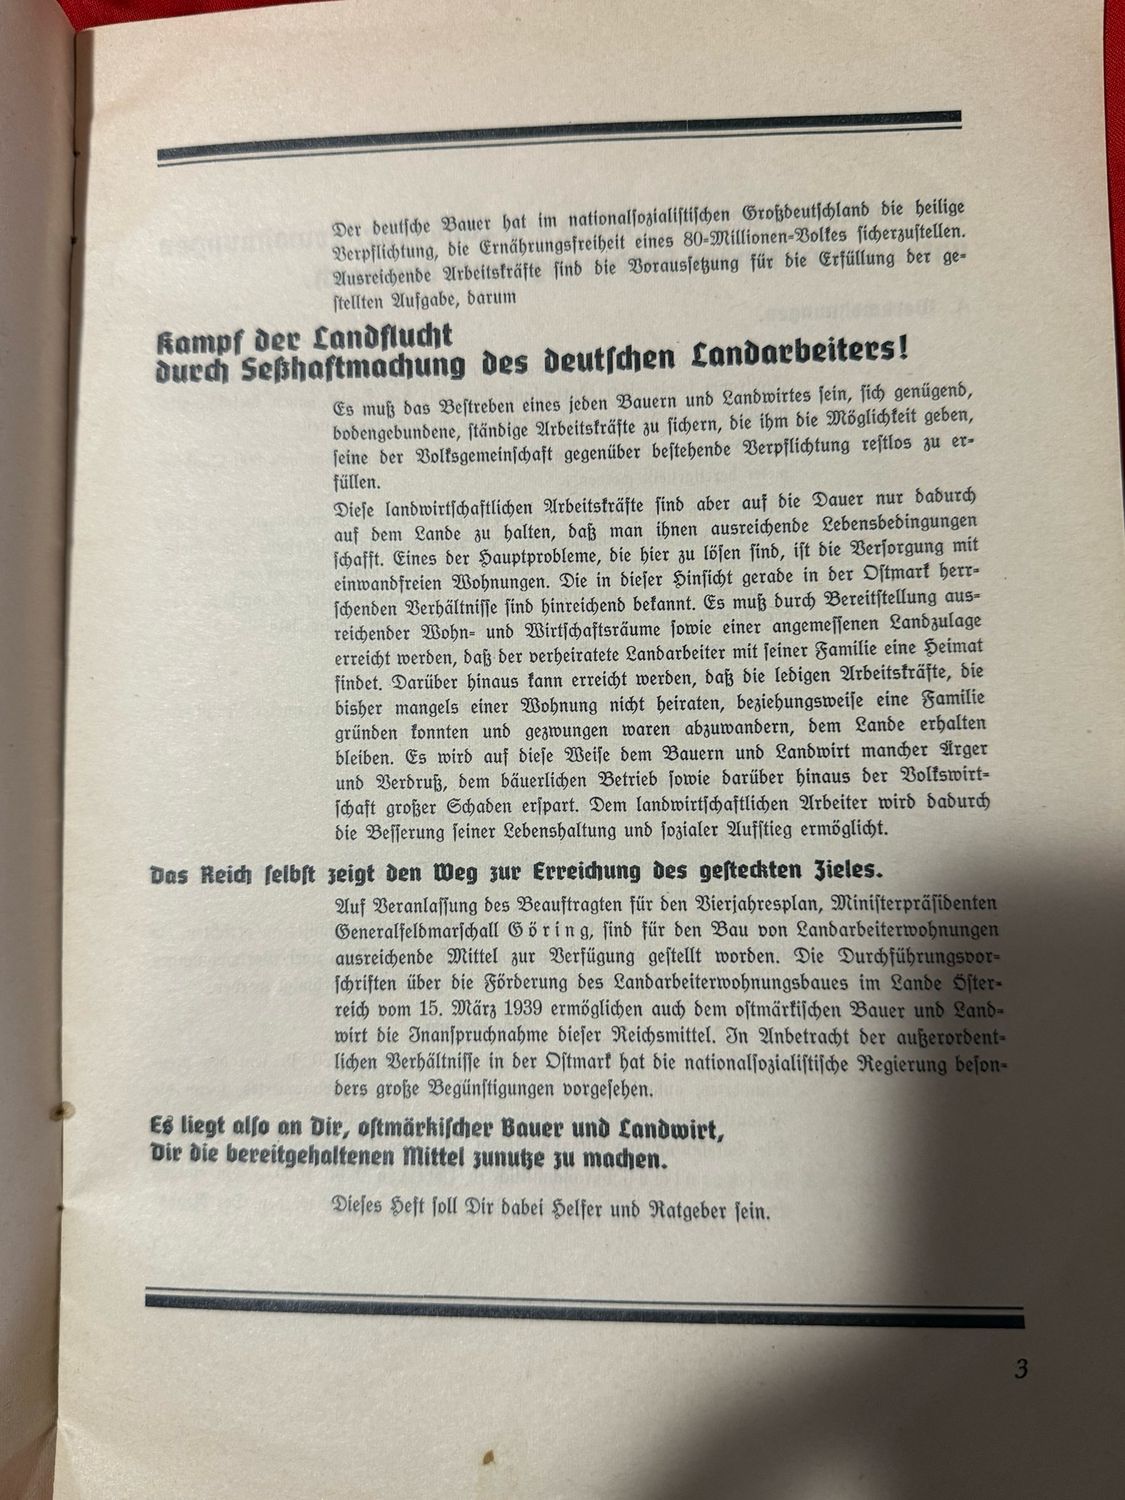 Der deutsche Bauer hat im nationalsozialistischen Großdeutschland die heilige
Verpflichtung, die Ernährungsfreiheit eines 80-Millionen-Volkes sicherzustellen.
Ausreichende Arbeitskräfte sind die Voraussetzung für die Erfüllung der ge-
stellten Aufgabe, darum
Kampf der Landflucht
durch Seßhaftmachung des deutschen Landarbeiters!
Es muß das Bestreben eines jeden Bauern und Landwirtes sein, sich genügend,
bodengebundene, ständige Arbeitskräfte zu sichern, die ihm die Möglichkeit geben,
seine der Volksgemeinschaft gegenüber bestehende Verpflichtung restlos zu er-
füllen.
Diese landwirtschaftlichen Arbeitskräfte sind aber auf die Dauer nur dadurch
auf dem Lande zu halten, daß man ihnen ausreichende Lebensbedingungen
schafft. Eines der Hauptprobleme, die hier zu lösen sind, ist die Versorgung mit
einwandfreien Wohnungen. Die in dieser Hinsicht gerade in der Ostmark herr-
schenden Verhältnisse sind hinreichend bekannt. Es muß durch Bereitstellung aus-
reichender Wohn- und Wirtschaftsräume sowie einer angemessenen Landzulage
erreicht werden, daß der verheiratete Landarbeiter mit seiner Familie eine Heimat
findet. Darüber hinaus kann erreicht werden, daß die ledigen Arbeitskräfte, die
bisher mangels einer Wohnung nicht heiraten, beziehungsweise eine Familie
gründen konnten und gezwungen waren abzuwandern, dem Lande erhalten
bleiben. Es wird auf diese Weise dem Bauern und Landwirt mancher Ärger
und Verdruß, dem bäuerlichen Betrieb sowie darüber hinaus der Volkswirt-
schaft großer Schaden erspart. Dem landwirtschaftlichen Arbeiter wird dadurch
die Besserung seiner Lebenshaltung und sozialer Aufstieg ermöglicht.
Das Reich selbst zeigt den Weg zur Erreichung des gesteckten Zieles.
Auf Veranlassung des Beauftragten für den Vierjahresplan, Ministerpräsidenten
Generalfeldmarschall Göring, sind für den Bau von Landarbeiterwohnungen
ausreichende Mittel zur Verfügung gestellt worden. Die Durchführungsvor-
schriften über die Förderung des Landarbeiterwohnungsbaues im Lande Öster-
reich vom 15. März 1939 ermöglichen auch dem ostmärkischen Bauer und Land-
wirt die Inanspruchnahme dieser Reichsmittel. In Anbetracht der außerordent-
lichen Verhältnisse in der Ostmark hat die nationalsozialistische Regierung beson-
ders große Begünstigungen vorgesehen.
Es liegt also an Dir, ostmärkischer Bauer und Landwirt,
Dir die bereitgehaltenen Mittel zunutze zu machen.
Dieses Heft soll Dir dabei Helfer und Ratgeber sein.
3